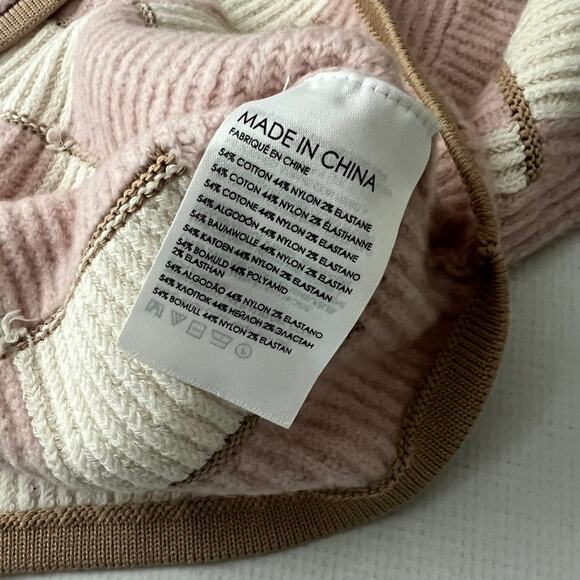 MADE IN CHINA
FABRIQUÉ EN CHINE
54% COTTON 44% NYLON 2% ELASTANE
54% COTON 44% NYLON 2% ELASTHANNE
54% COTONE 44% NYLON 2% ELASTANE
54% ALGODÓN 44% NYLON 2% ELASTANO
54% BAUMWOLLE 44% NYLON 2% ELASTAN
54% KATOEN 44% NYLON 2% ELASTAAN
54% BOMULD 44% POLYAMID
2% ELASTHAN
54% ALGODÃO 44% NYLON 2% ELASTANO
54% ХЛОПТОК 44% НЕЙЛОН 2% ЭЛАСТАН
54% BOMULL 44% NYLON 2% ELASTAN